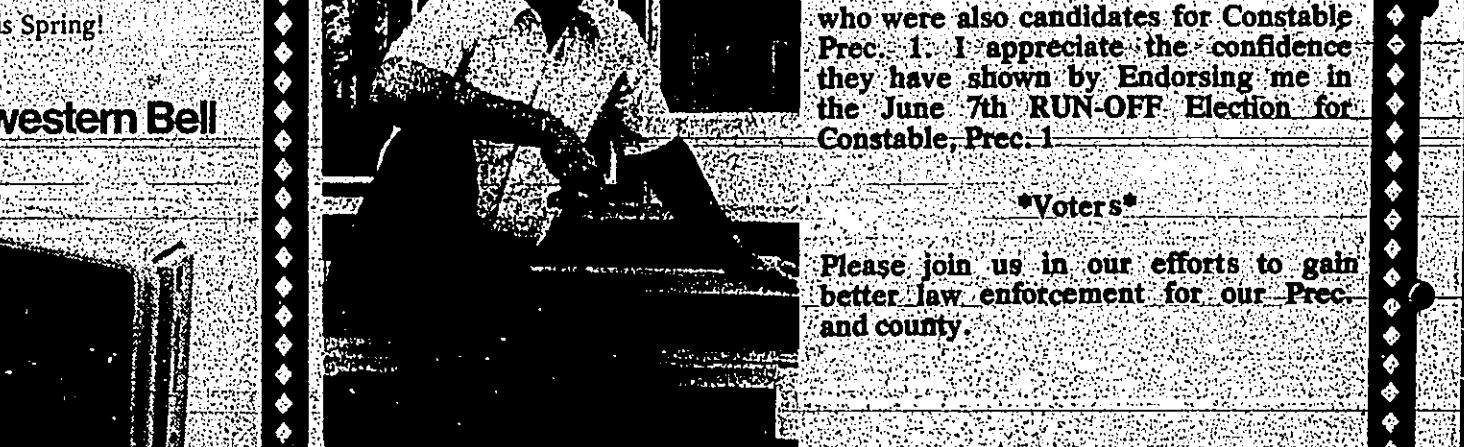 s Spring!
western Bell
who were also candidates for Constable
Prec. 1. I appreciate the confidence
they have shown by Endorsing me in
the June 7th RUN-OFF Election for
Constable, Prec. 1
*Voters*
Please join us in our efforts to gain
better law enforcement for our Prec.
and county.